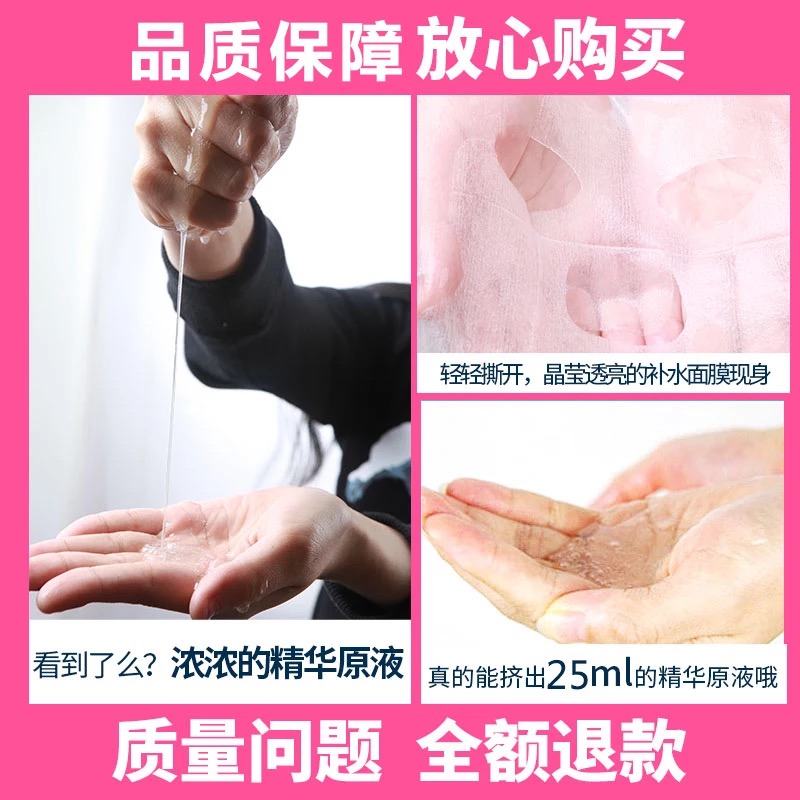 品质保障 放心购买
轻轻撕开，晶莹透亮的补水面膜现身
看到了么？浓浓的精华原液
真的能挤出25ml的精华原液哦
质量问题 全额退款